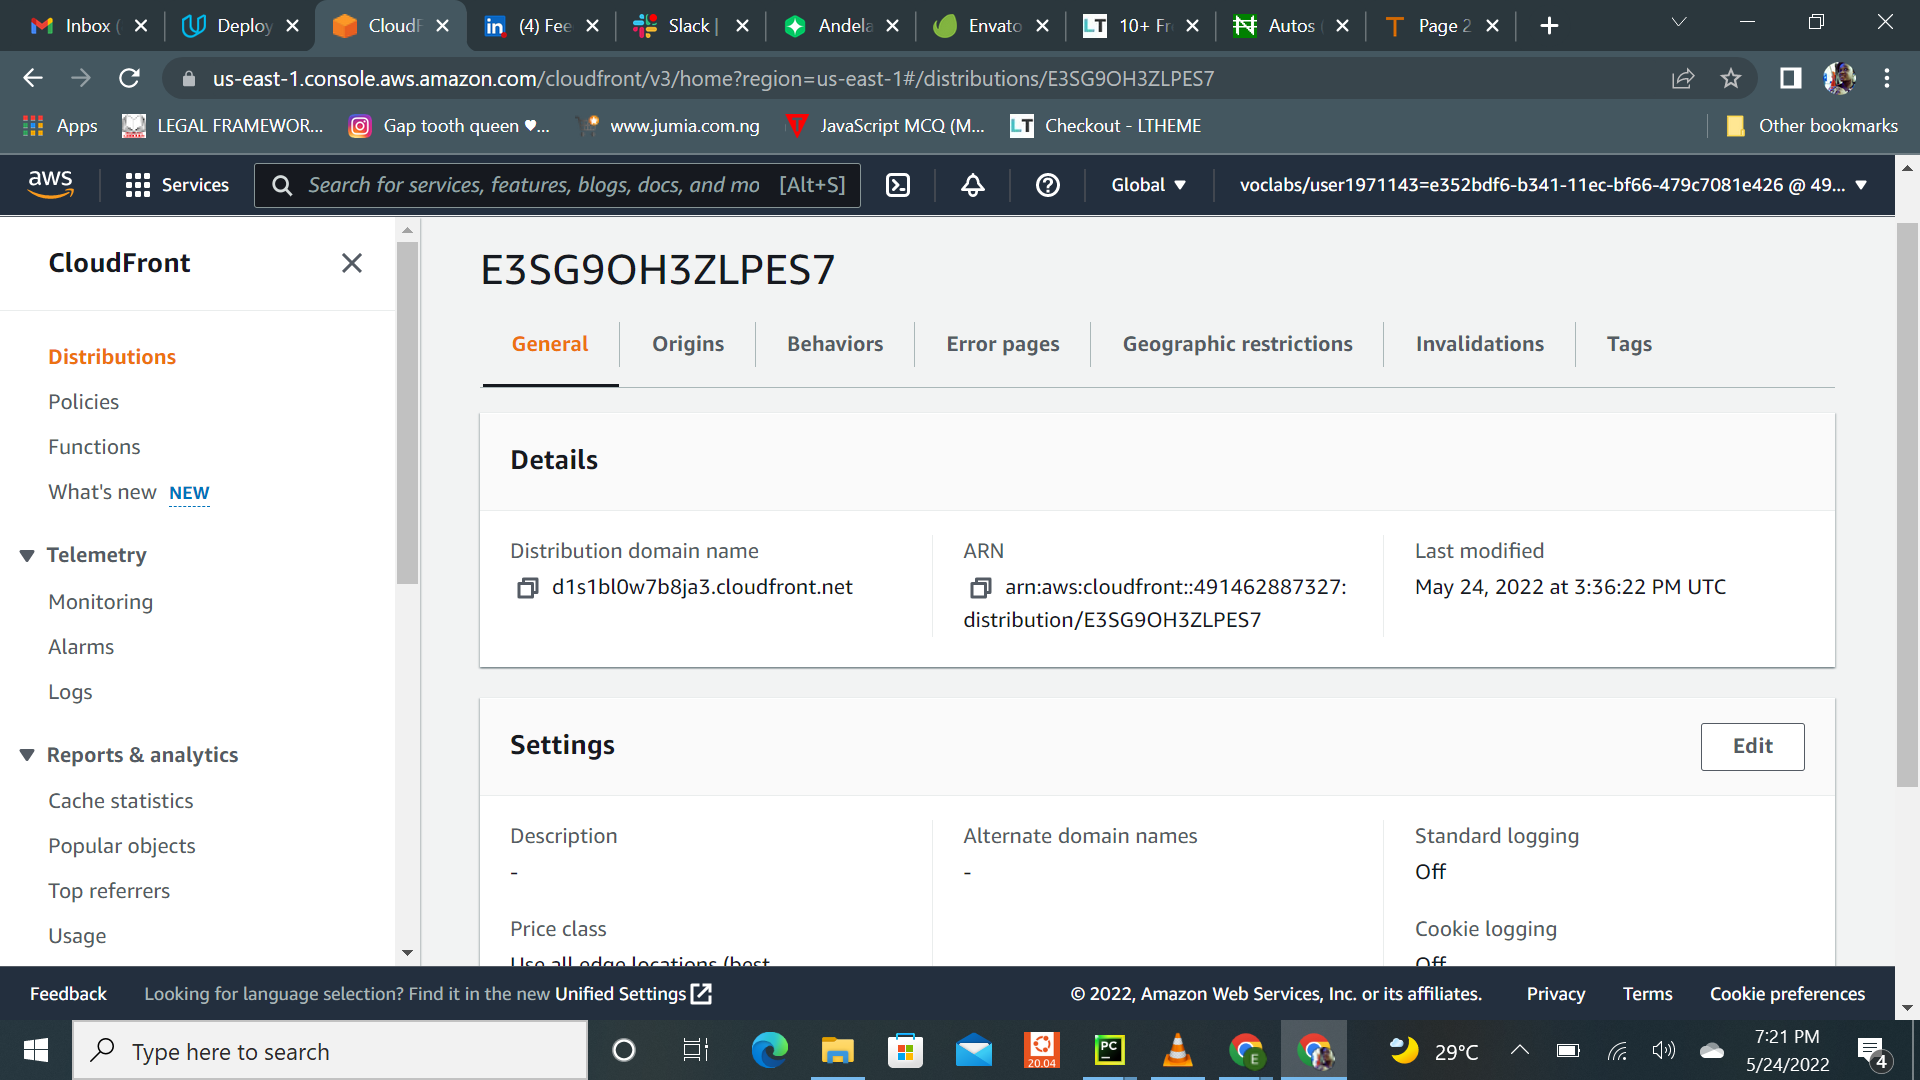 Inbox (
Deploy
CloudF
(4) Fee
Slack |
Andela
Envato
10+ Fr
Autos
Page 2
us-east-1.console.aws.amazon.com/cloudfront/v3/home?region=us-east-1#/distributions/E3SG9OH3ZLPES7
Apps
LEGAL FRAMEWOR...
Gap tooth queen ♥...
www.jumia.com.ng
JavaScript MCQ (M...
LT Checkout - LTHEME
Other bookmarks
aws
Services
Search for services, features, blogs, docs, and mo [Alt+S]
Global
voclabs/user1971143=e352bdf6-b341-11ec-bf66-479c7081e426 @ 49...
CloudFront
Distributions
Policies
Functions
What's new NEW
Telemetry
Monitoring
Alarms
Logs
Reports & analytics
Cache statistics
Popular objects
Top referrers
Usage
E3SG9OH3ZLPES7
General
Origins
Behaviors
Error pages
Geographic restrictions
Invalidations
Tags
Details
Distribution domain name
d1s1bl0w7b8ja3.cloudfront.net
ARN
arn:aws:cloudfront::491462887327:
distribution/E3SG9OH3ZLPES7
Last modified
May 24, 2022 at 3:36:22 PM UTC
Settings
Edit
Description
-
Alternate domain names
-
Standard logging
Off
Price class
Use all edge locations (best
Cookie logging
Off
Feedback
Looking for language selection? Find it in the new Unified Settings
© 2022, Amazon Web Services, Inc. or its affiliates.
Privacy
Terms
Cookie preferences
Type here to search
20.04
PC
E
29°C
7:21 PM
5/24/2022
4